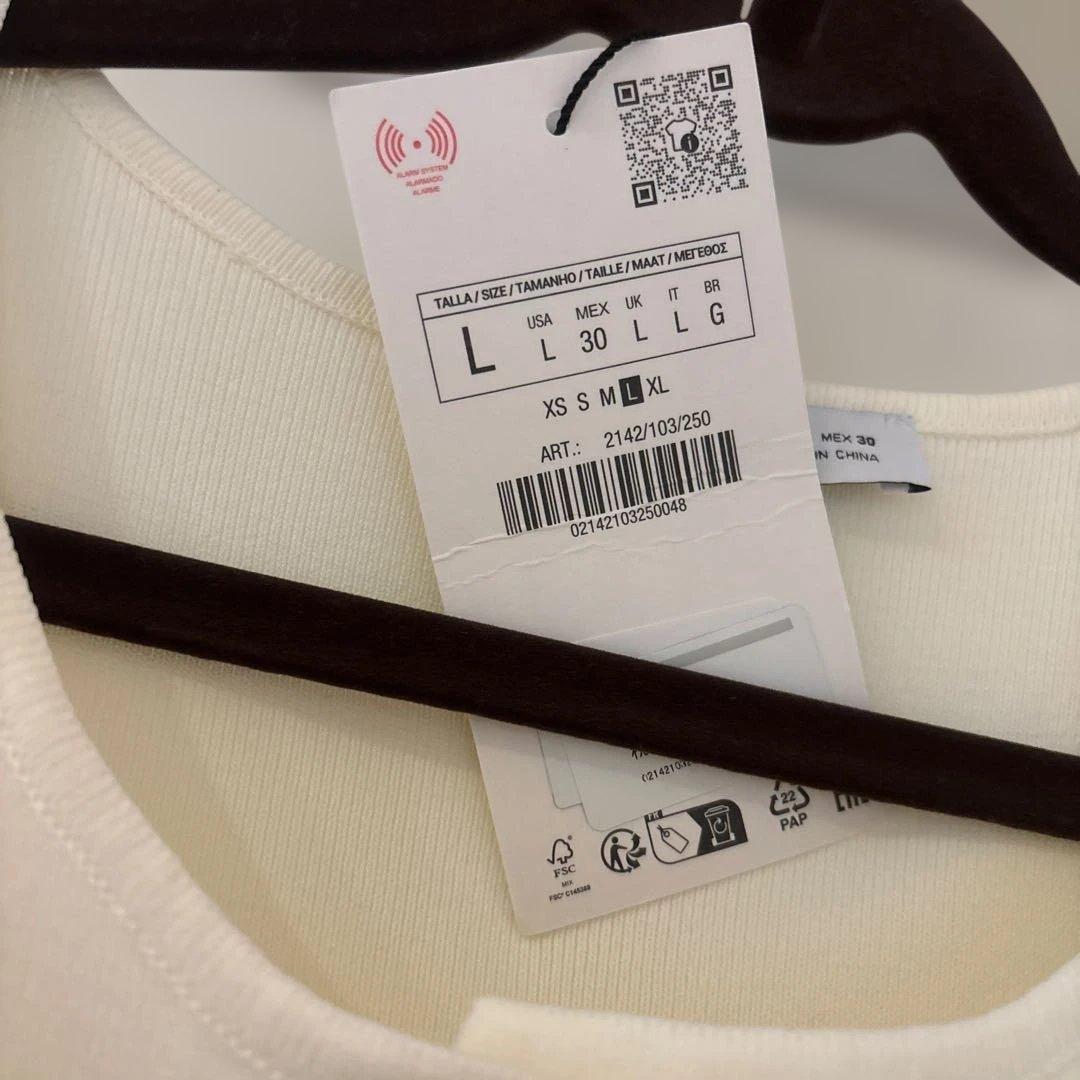 ALARM SYSTEM
ALARMADO
ALARME
TALLA / SIZE / TAMANHO / TAILLE / MAAT / ΜΕΓΕΘΟΣ
USA MEX UK IT BR
L L 30 L L G
XS S M L XL
ART.: 2142/103/250
02142103250048
MEX 30
IN CHINA
FR
22
PAP
FSC
MIX